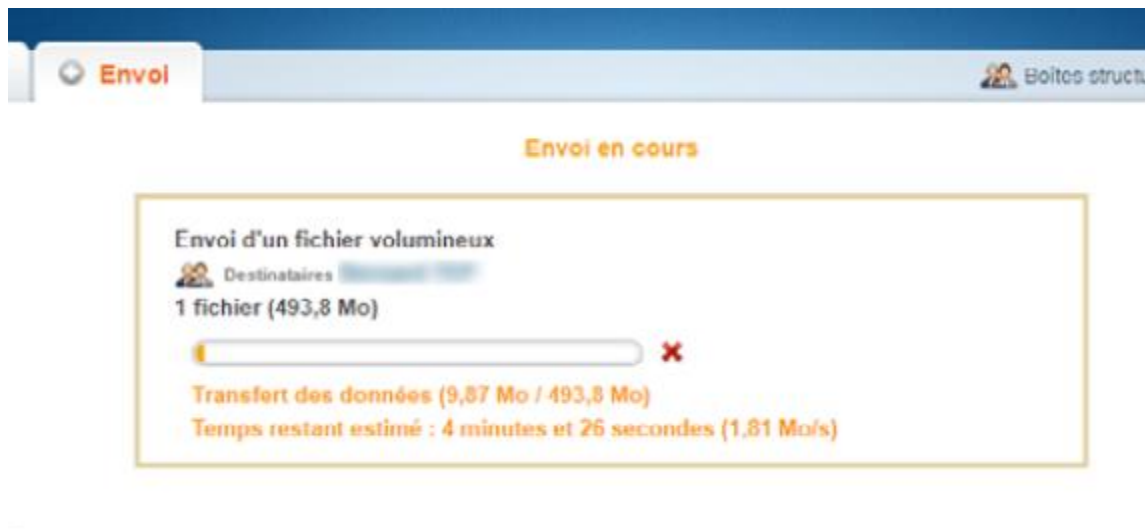 Envoi
Boîtes structu
Envoi en cours
Envoi d'un fichier volumineux
Destinataires
1 fichier (493,8 Mo)
Transfert des données (9,87 Mo / 493,8 Mo)
Temps restant estimé : 4 minutes et 26 secondes (1,81 Mo/s)